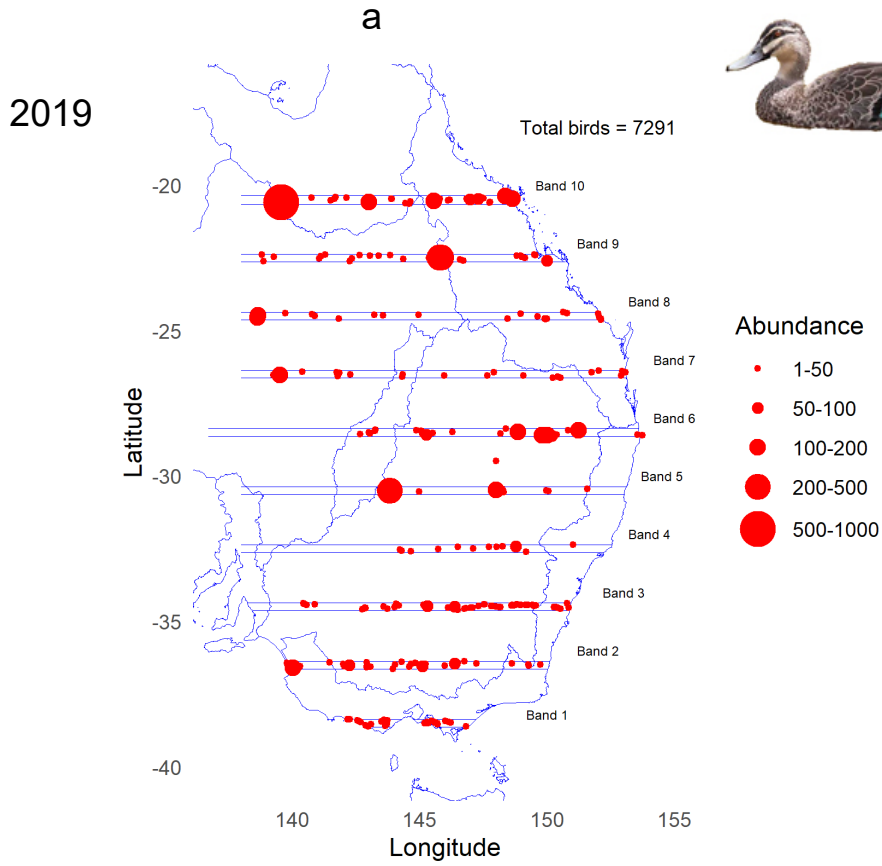 a
2019
Total birds = 7291
-20
Band 10
Band 9
Band 8
-25
Band 7
Band 6
Band 5
-30
Band 4
Band 3
-35
Band 2
Band 1
-40
Latitude
140
145
150
155
Longitude
Abundance
1-50
50-100
100-200
200-500
500-1000